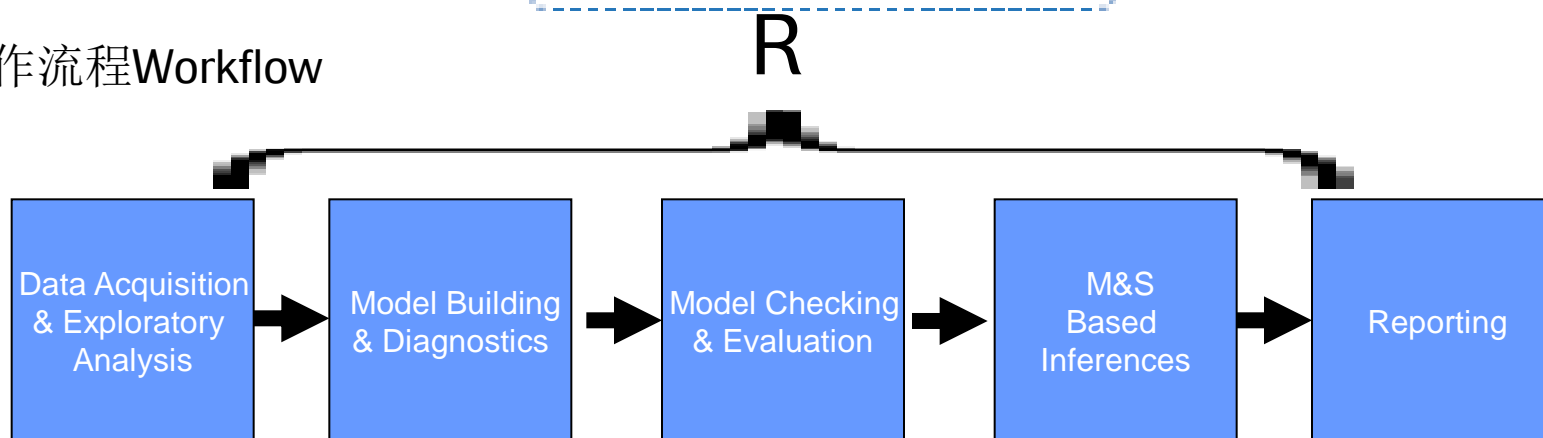 作流程Workflow
R
Data Acquisition
& Exploratory
Analysis
Model Building
& Diagnostics
Model Checking
& Evaluation
M&S
Based
Inferences
Reporting